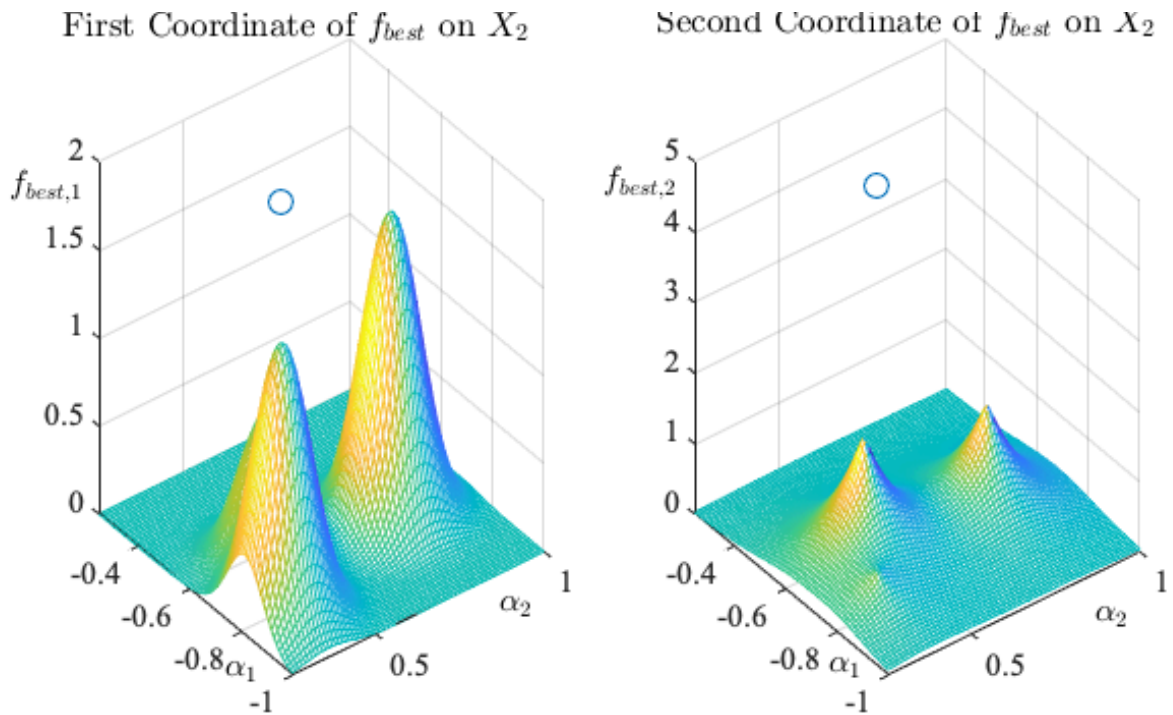 First Coordinate of f_best on X_2
2
f_best,1
1.5
1
0.5
0
-0.4
-0.6
-0.8
α_1
-1
0.5
α_2
1
Second Coordinate of f_best on X_2
5
f_best,2
4
3
2
1
0
-0.4
-0.6
-0.8
α_1
-1
0.5
α_2
1